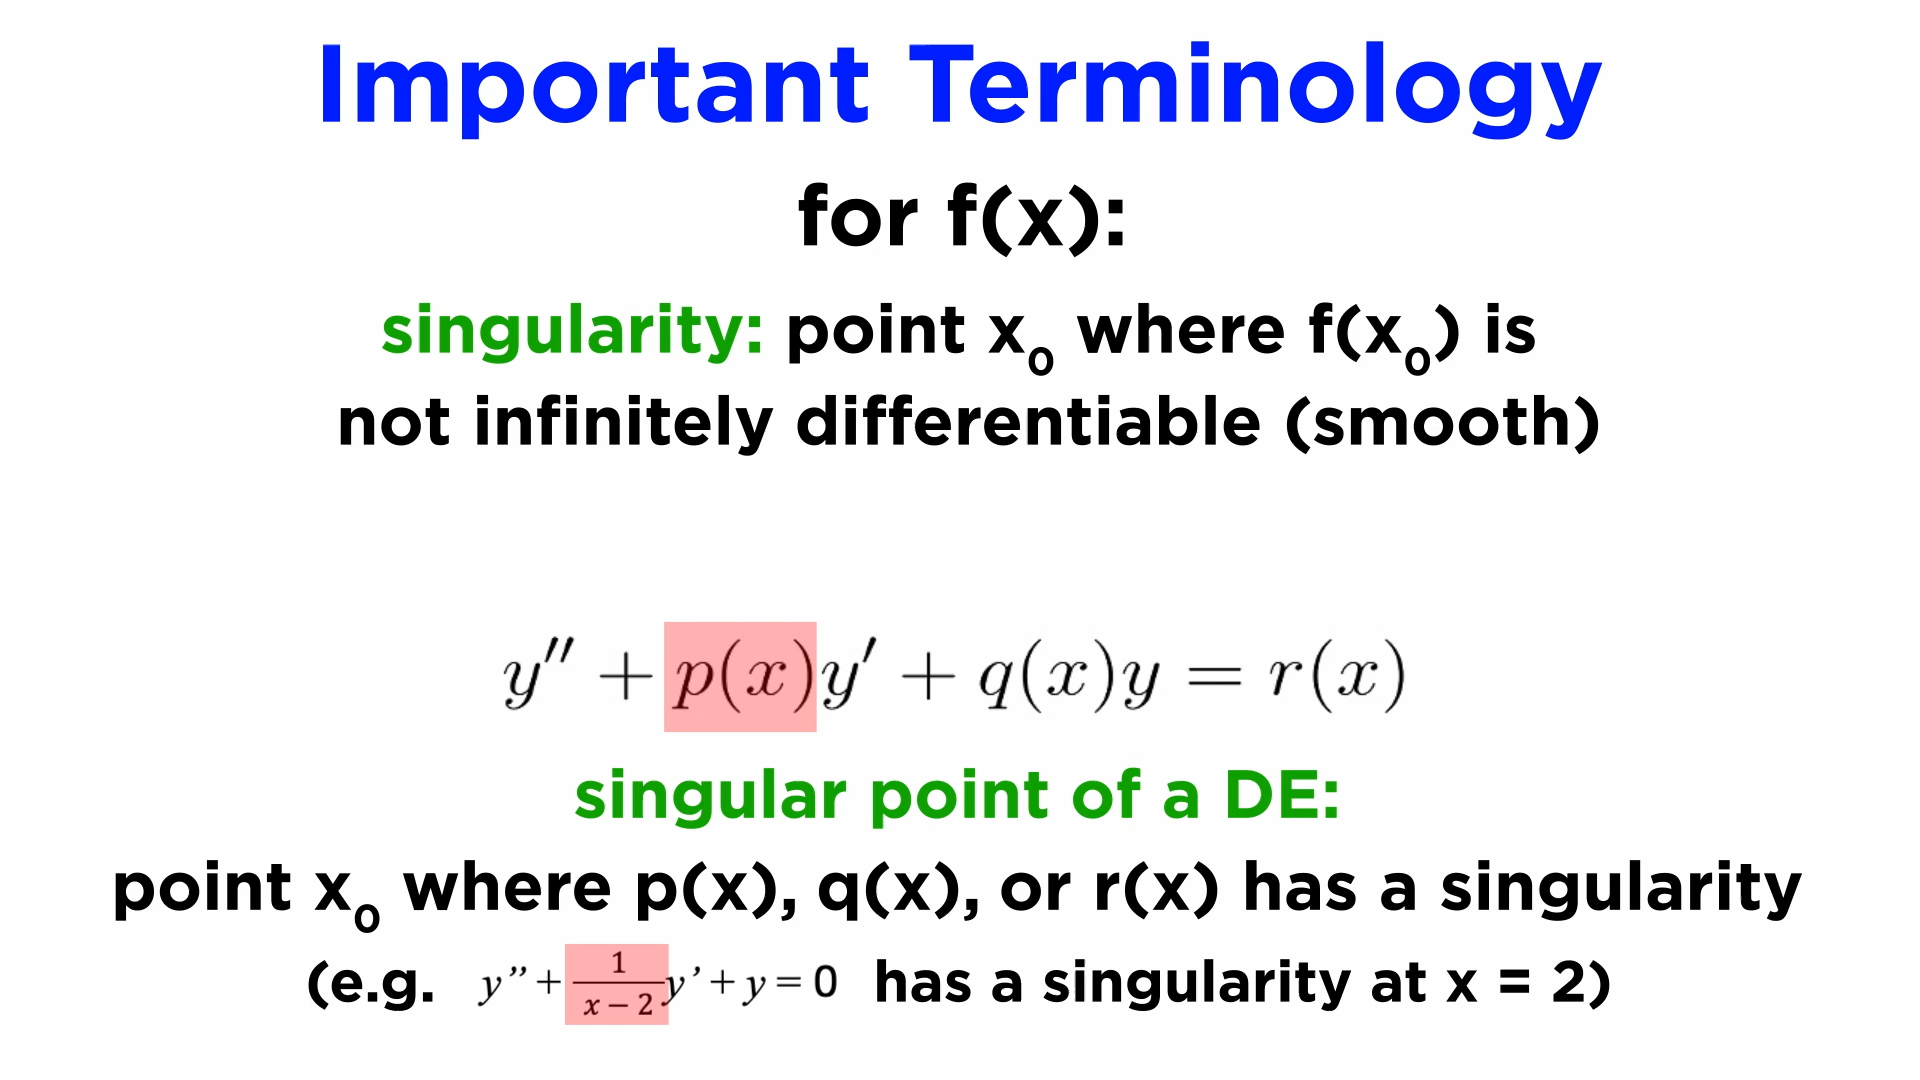 Important Terminology
for f(x):
singularity: point x₀ where f(x₀) is
not infinitely differentiable (smooth)
y″ + p(x)y′ + q(x)y = r(x)
singular point of a DE:
point x₀ where p(x), q(x), or r(x) has a singularity
(e.g. y” + 1/(x − 2) y’ + y = 0 has a singularity at x = 2)